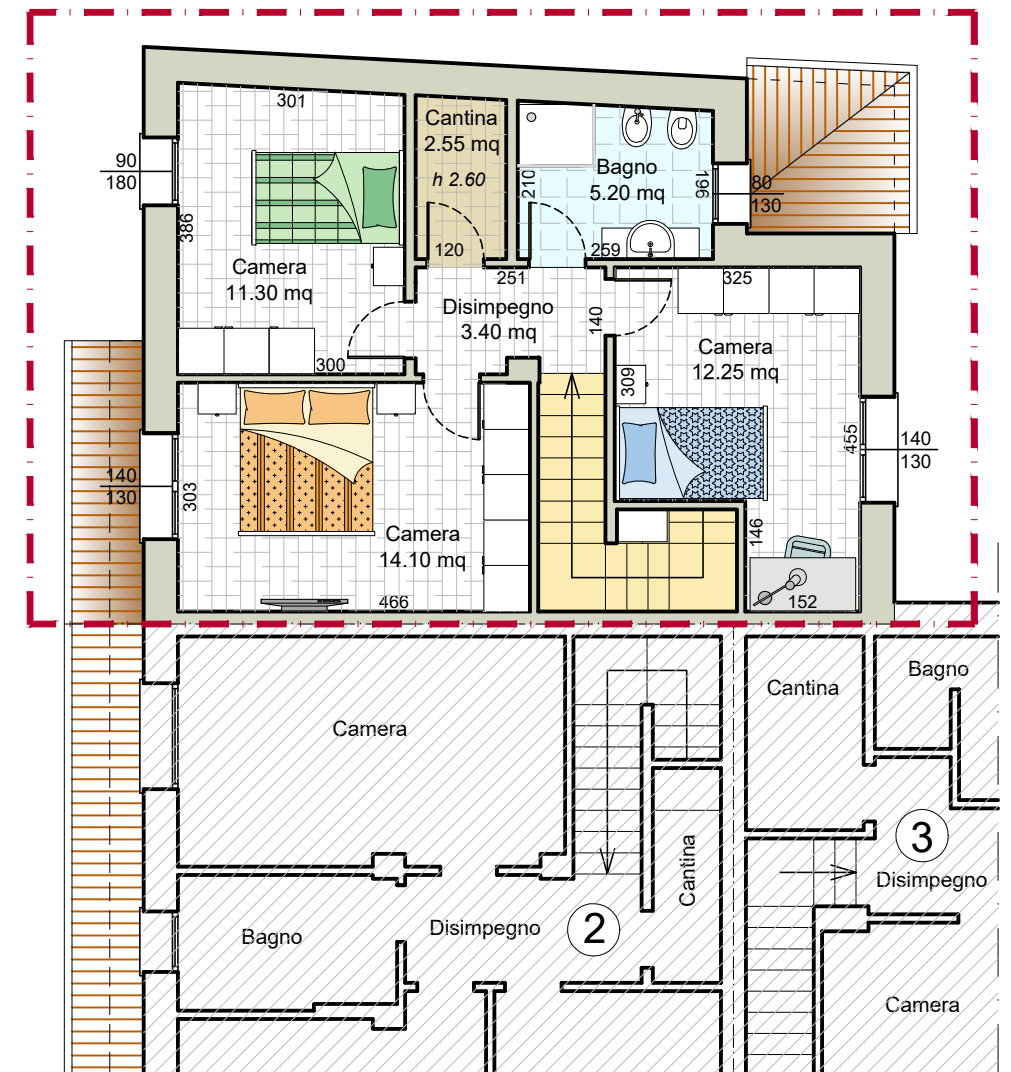 301
Cantina
2.55 mq
h 2.60
120
Bagno
5.20 mq
210
196
259
80
130
90
180
386
Camera
11.30 mq
300
251
Disimpegno
3.40 mq
140
325
Camera
12.25 mq
309
455
140
130
146
152
140
130
303
Camera
14.10 mq
466
Camera
Cantina
Bagno
Cantina
3
Disimpegno
Bagno
Disimpegno
2
Camera